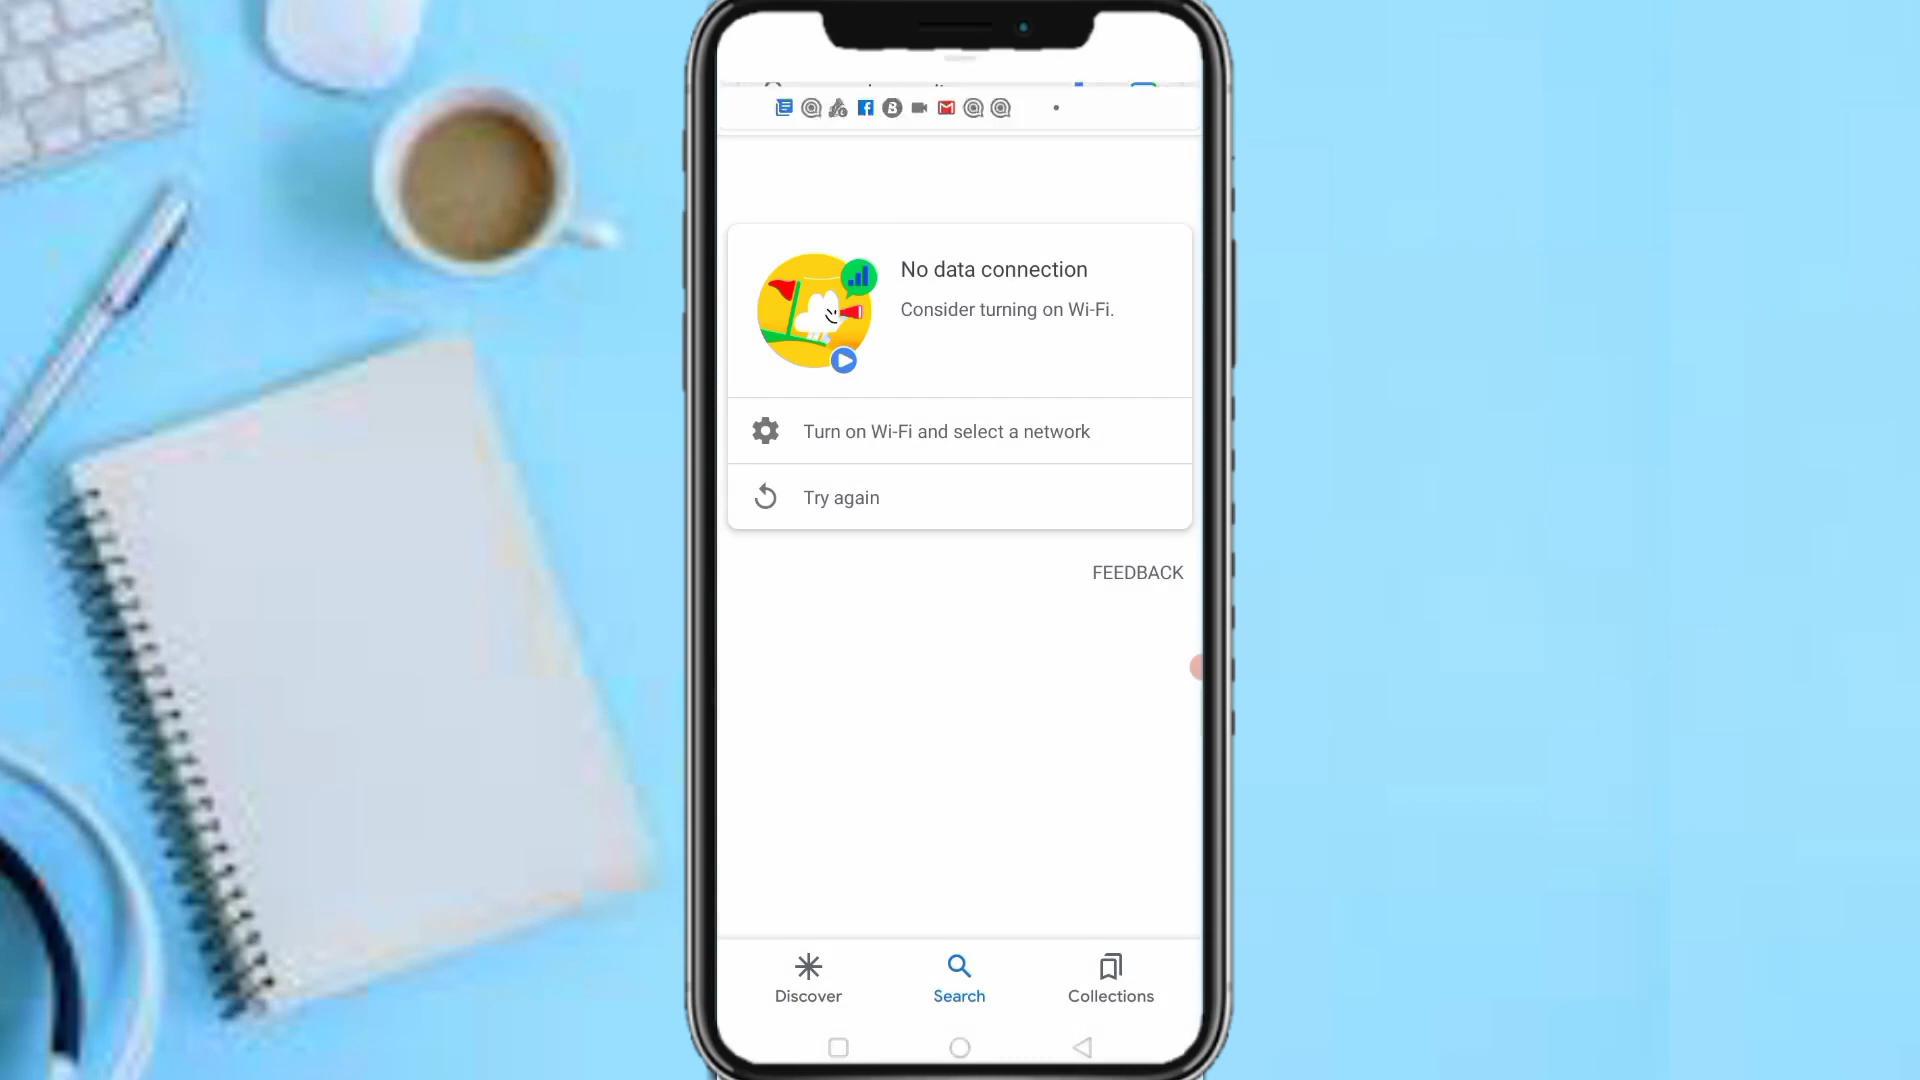 No data connection
Consider turning on Wi-Fi.
Turn on Wi-Fi and select a network
Try again
FEEDBACK
Discover
Search
Collections